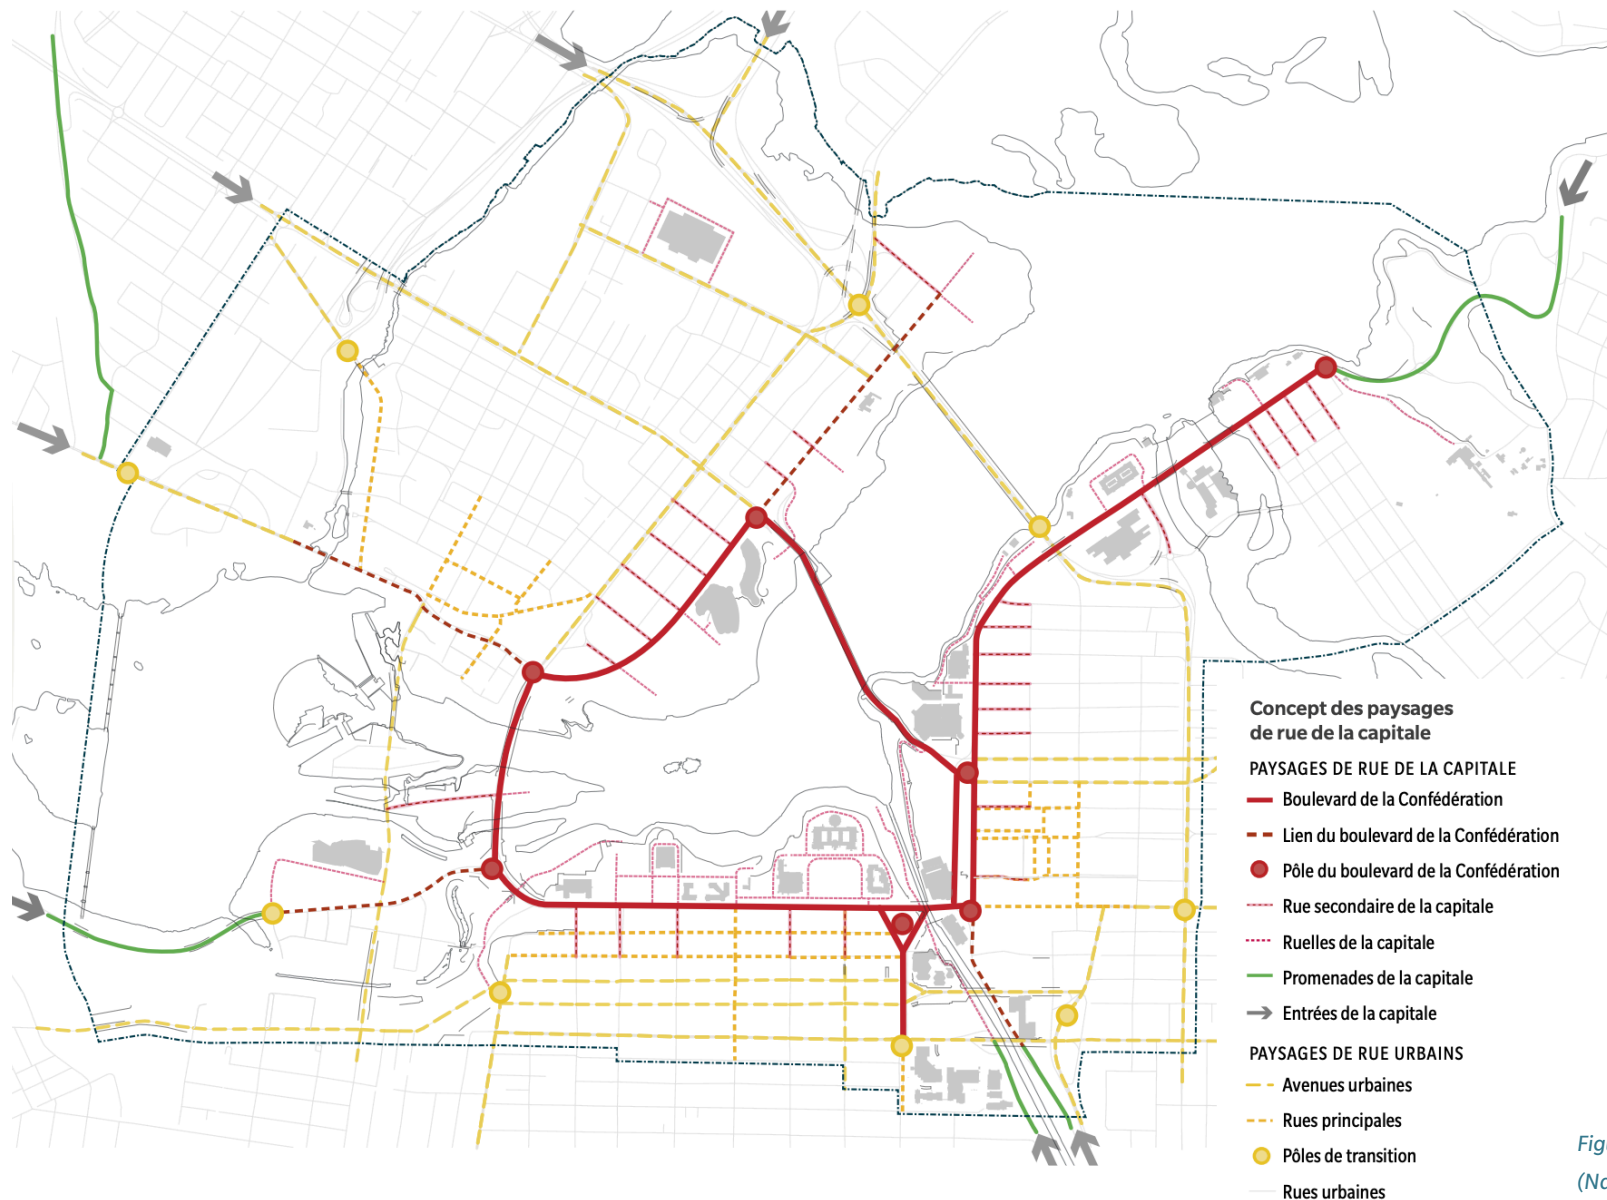 Concept des paysages
de rue de la capitale
PAYSAGES DE RUE DE LA CAPITALE
Boulevard de la Confédération
Lien du boulevard de la Confédération
Pôle du boulevard de la Confédération
Rue secondaire de la capitale
Ruelles de la capitale
Promenades de la capitale
Entrées de la capitale
PAYSAGES DE RUE URBAINS
Avenues urbaines
Rues principales
Pôles de transition
Rues urbaines